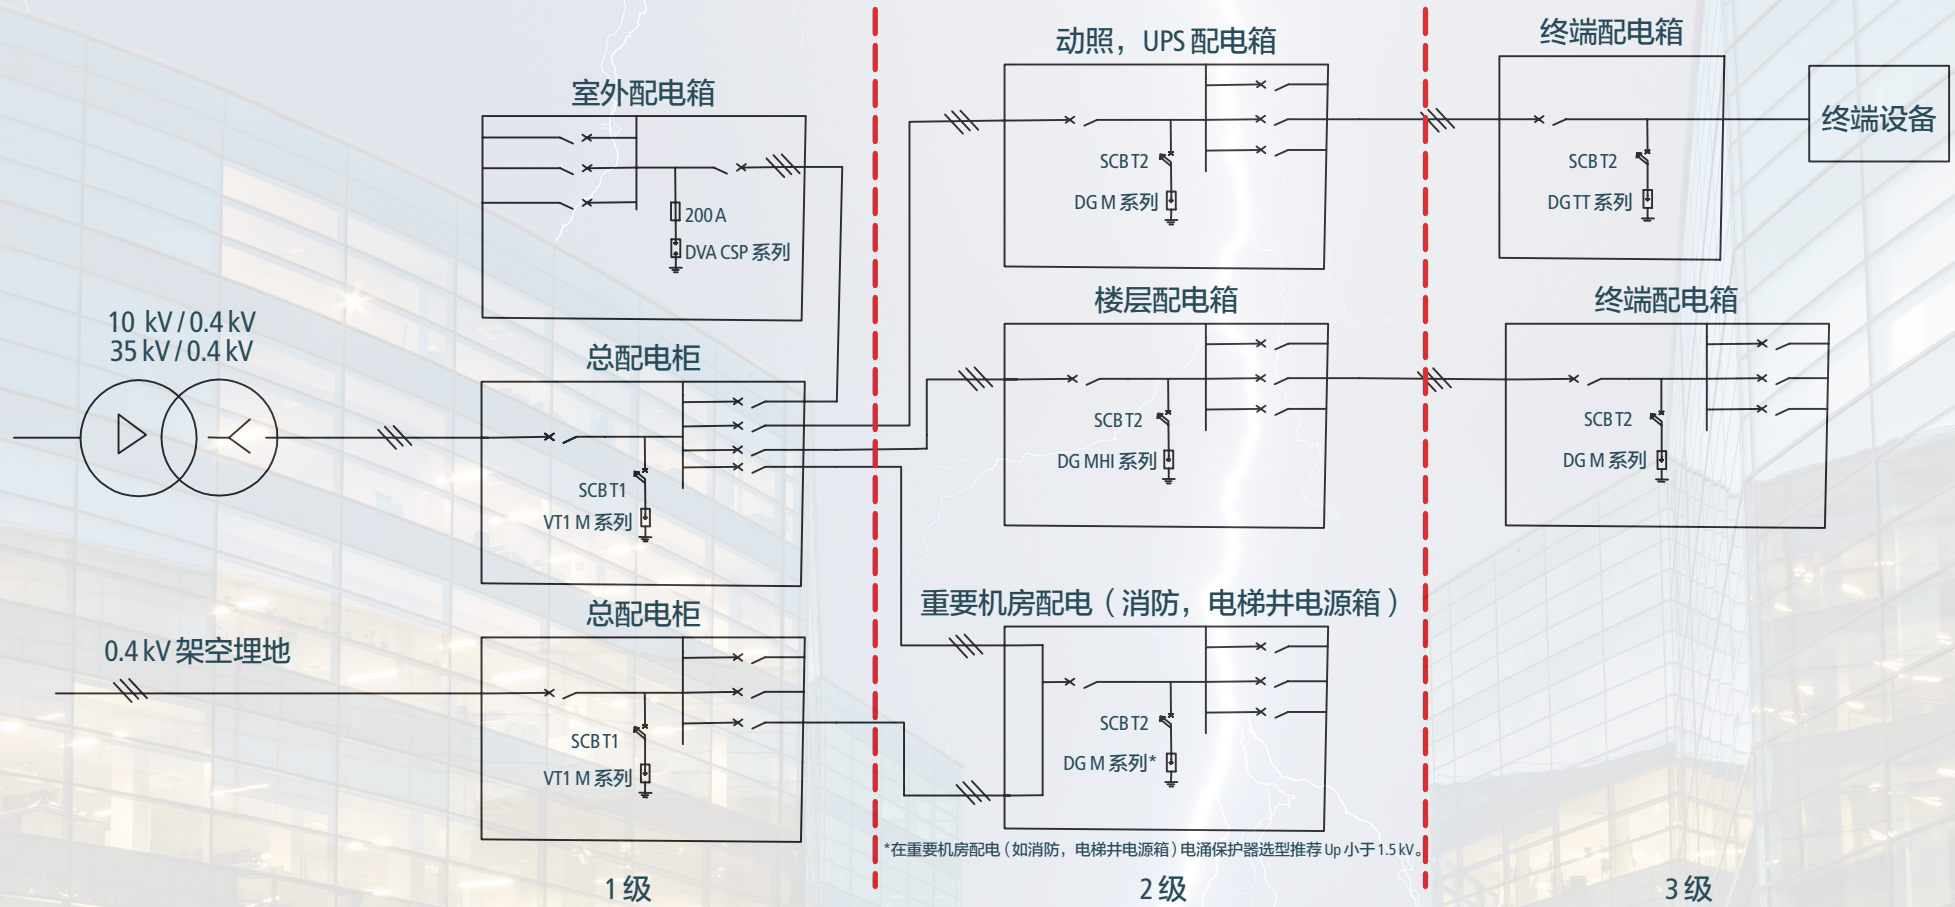 动照，UPS 配电箱
终端配电箱
室外配电箱
终端设备
SCB T2
DG M 系列
SCB T2
DG TT 系列
200 A
DVA CSP 系列
10 kV / 0.4 kV
35 kV / 0.4 kV
总配电柜
楼层配电箱
终端配电箱
SCB T1
VT1 M 系列
SCB T2
DG MHI 系列
SCB T2
DG M 系列
总配电柜
重要机房配电（消防，电梯井电源箱）
0.4 kV 架空埋地
SCB T1
VT1 M 系列
SCB T2
DG M 系列*
*在重要机房配电（如消防，电梯井电源箱）电涌保护器选型推荐 Up 小于 1.5 kV。
1 级
2 级
3 级